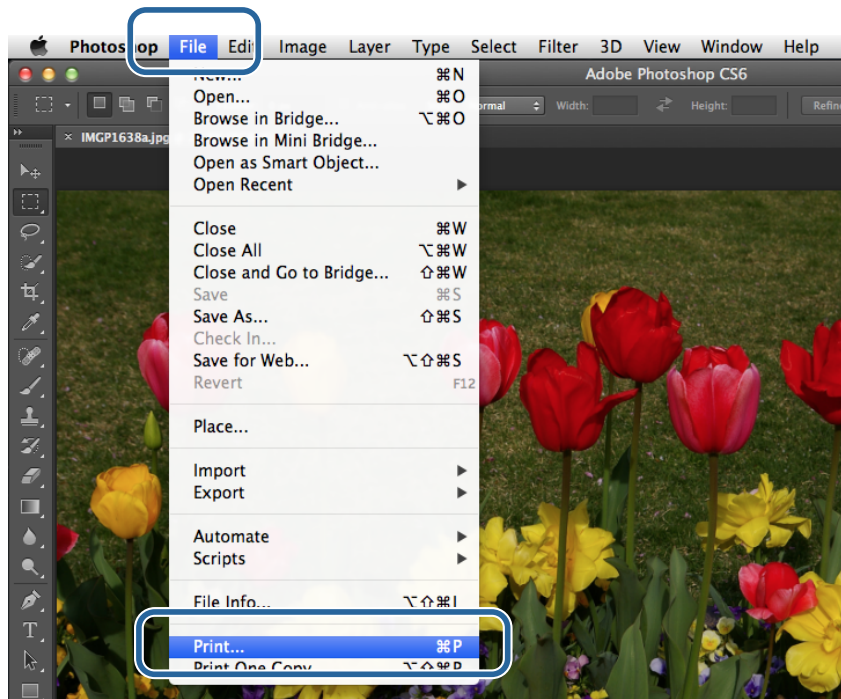 Photoshop File Edit Image Layer Type Select Filter 3D View Window Help
Adobe Photoshop CS6
New... ⌘N
Open... ⌘O
Width: Height:
Browse in Bridge... ⌥⌘O
× IMGP1638a.jpg
Browse in Mini Bridge...
Open as Smart Object...
Open Recent ▶
Close ⌘W
Close All ⌥⌘W
Close and Go to Bridge... ⇧⌘W
Save ⌘S
Save As... ⇧⌘S
Check In...
Save for Web... ⌥⇧⌘S
Revert F12
Place...
Import ▶
Export ▶
Automate ▶
Scripts ▶
File Info... ⌥⇧⌘I
Print... ⌘P
Print One Copy ⌥⇧⌘P